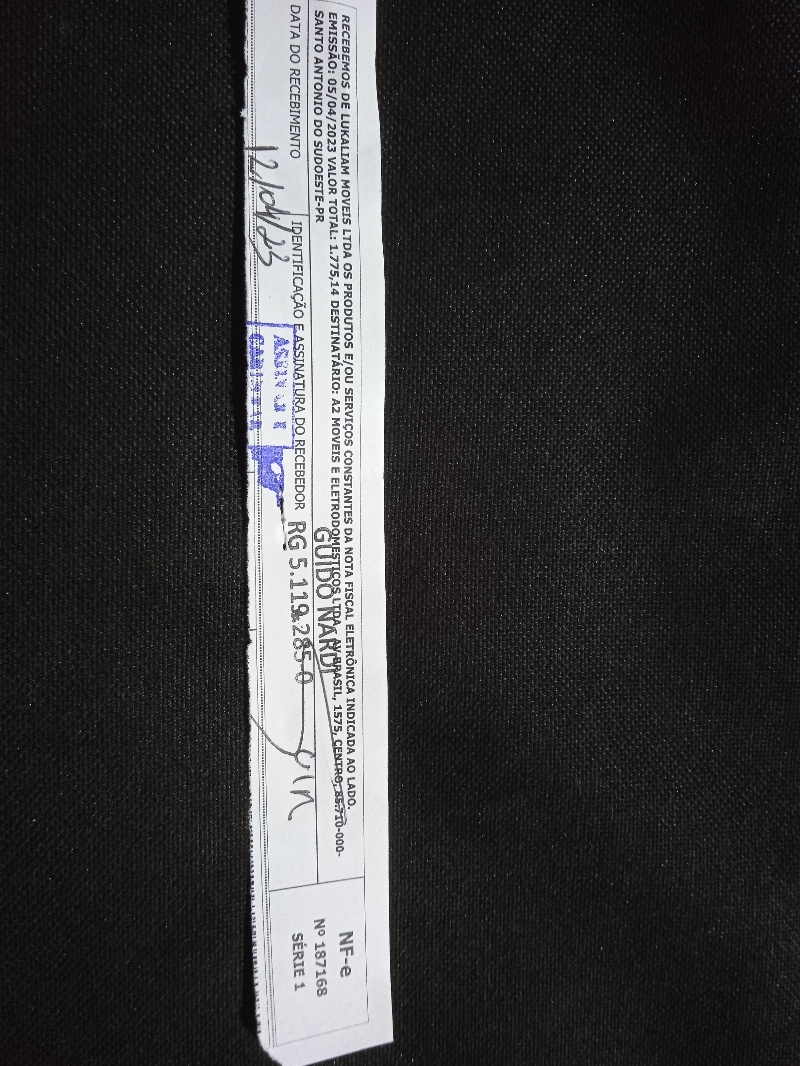 RECEBEMOS DE LUKALIAM MOVEIS LTDA OS PRODUTOS E/OU SERVIÇOS CONSTANTES DA NOTA FISCAL ELETRÔNICA INDICADA AO LADO.
EMISSÃO: 05/04/2023 VALOR TOTAL: 1.775,14 DESTINATÁRIO: A2 MOVEIS E ELETRODOMESTICOS LTDA - AV BRASIL, 1575, CENTRO, 85.710-000-
SANTO ANTONIO DO SUDOESTE-PR
DATA DO RECEBIMENTO
12/04/23
IDENTIFICAÇÃO E ASSINATURA DO RECEBEDOR
GUIDO NARDI
RG 5.119.285-0
NF-e
Nº 187168
SÉRIE 1